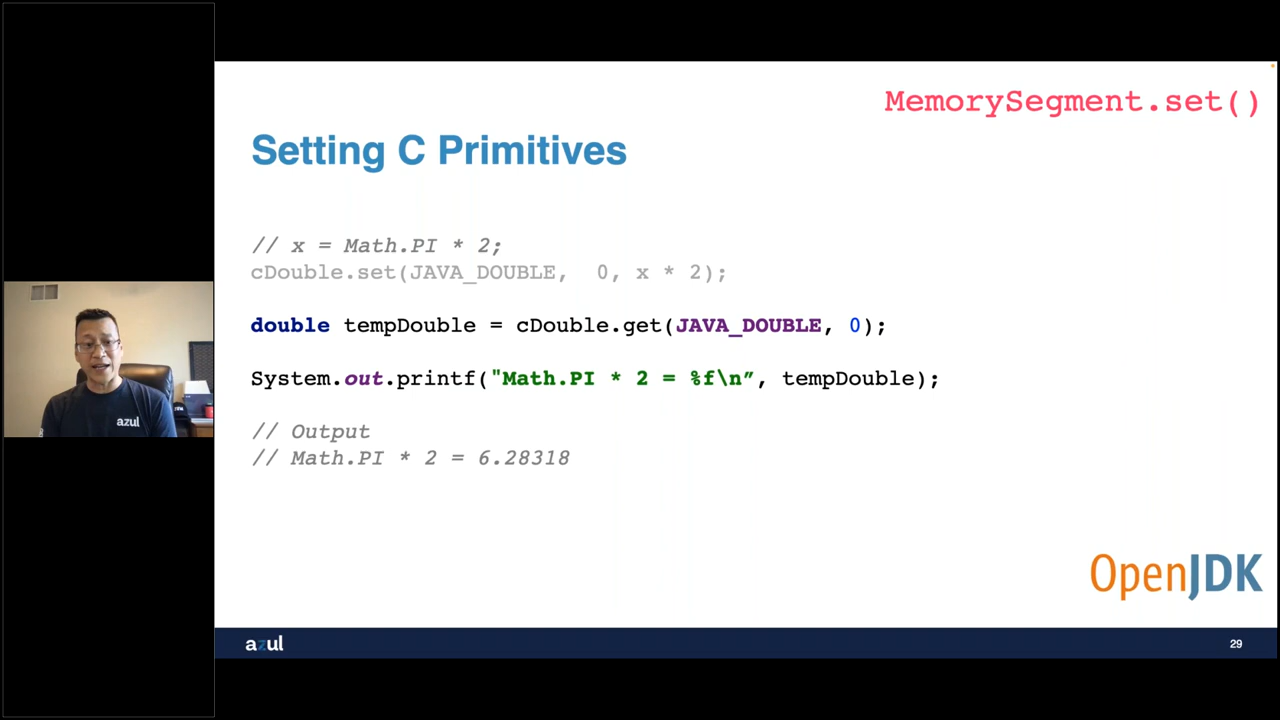 MemorySegment.set()
Setting C Primitives
// x = Math.PI * 2;
cDouble.set(JAVA_DOUBLE, 0, x * 2);
double tempDouble = cDouble.get(JAVA_DOUBLE, 0);
System.out.printf("Math.PI * 2 = %f\n”, tempDouble);
// Output
// Math.PI * 2 = 6.28318
azul
OpenJDK
azul
29